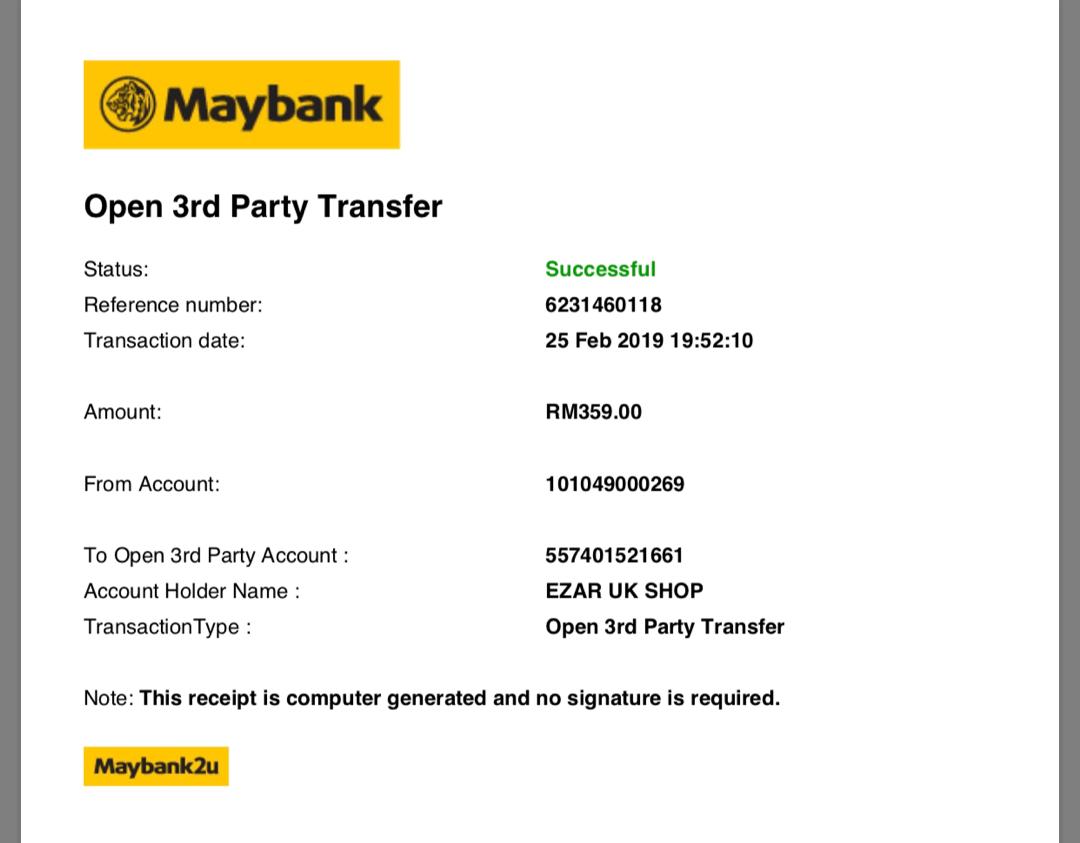 Maybank
Open 3rd Party Transfer
Status: Successful
Reference number: 6231460118
Transaction date: 25 Feb 2019 19:52:10
Amount: RM359.00
From Account: 101049000269
To Open 3rd Party Account : 557401521661
Account Holder Name : EZAR UK SHOP
TransactionType : Open 3rd Party Transfer
Note: This receipt is computer generated and no signature is required.
Maybank2u